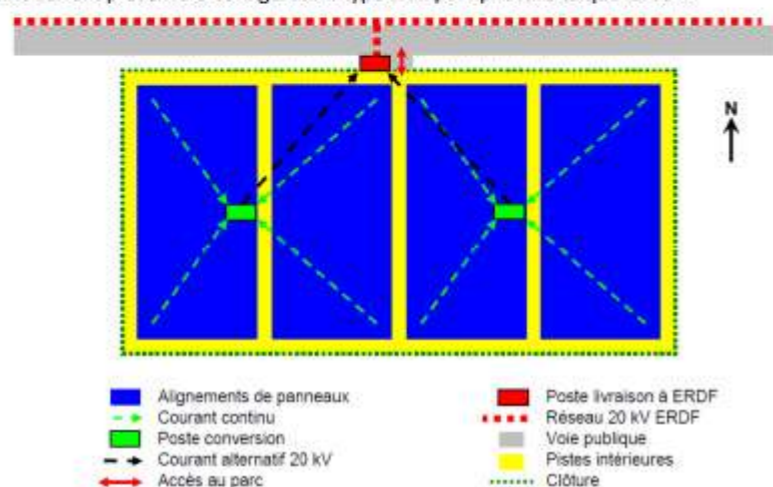 N
Alignements de panneaux
Courant continu
Poste conversion
Courant alternatif 20 kV
Accès au parc
Poste livraison à ERDF
Réseau 20 kV ERDF
Voie publique
Pistes intérieures
Clôture